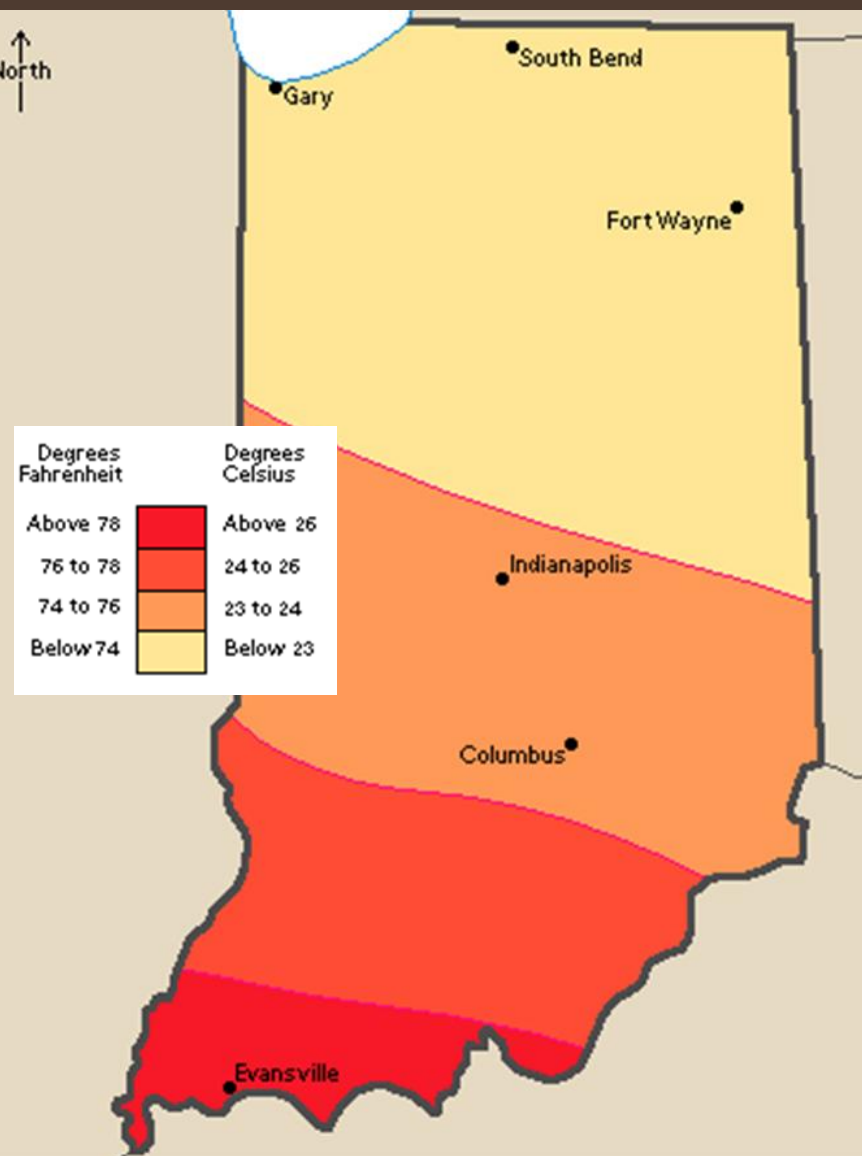 South Bend
North
Gary
Fort Wayne
Degrees Fahrenheit
Degrees Celsius
Above 78
Above 26
76 to 78
24 to 26
74 to 76
23 to 24
Below 74
Below 23
Indianapolis
Columbus
Evansville